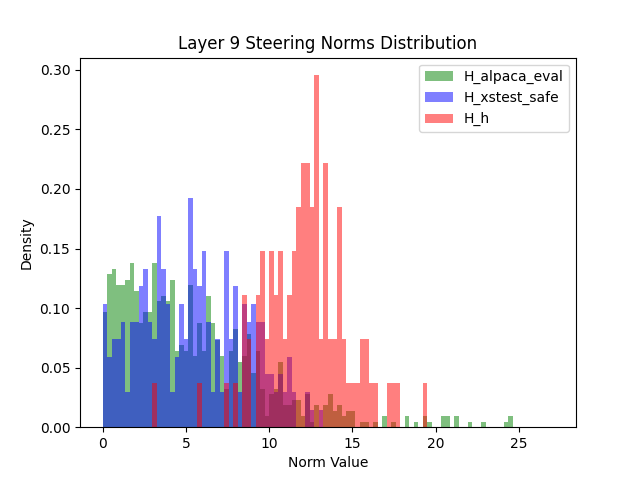 Layer 9 Steering Norms Distribution
H_alpaca_eval
H_xstest_safe
H_h
Density
0.30
0.25
0.20
0.15
0.10
0.05
0.00
0 5 10 15 20 25
Norm Value